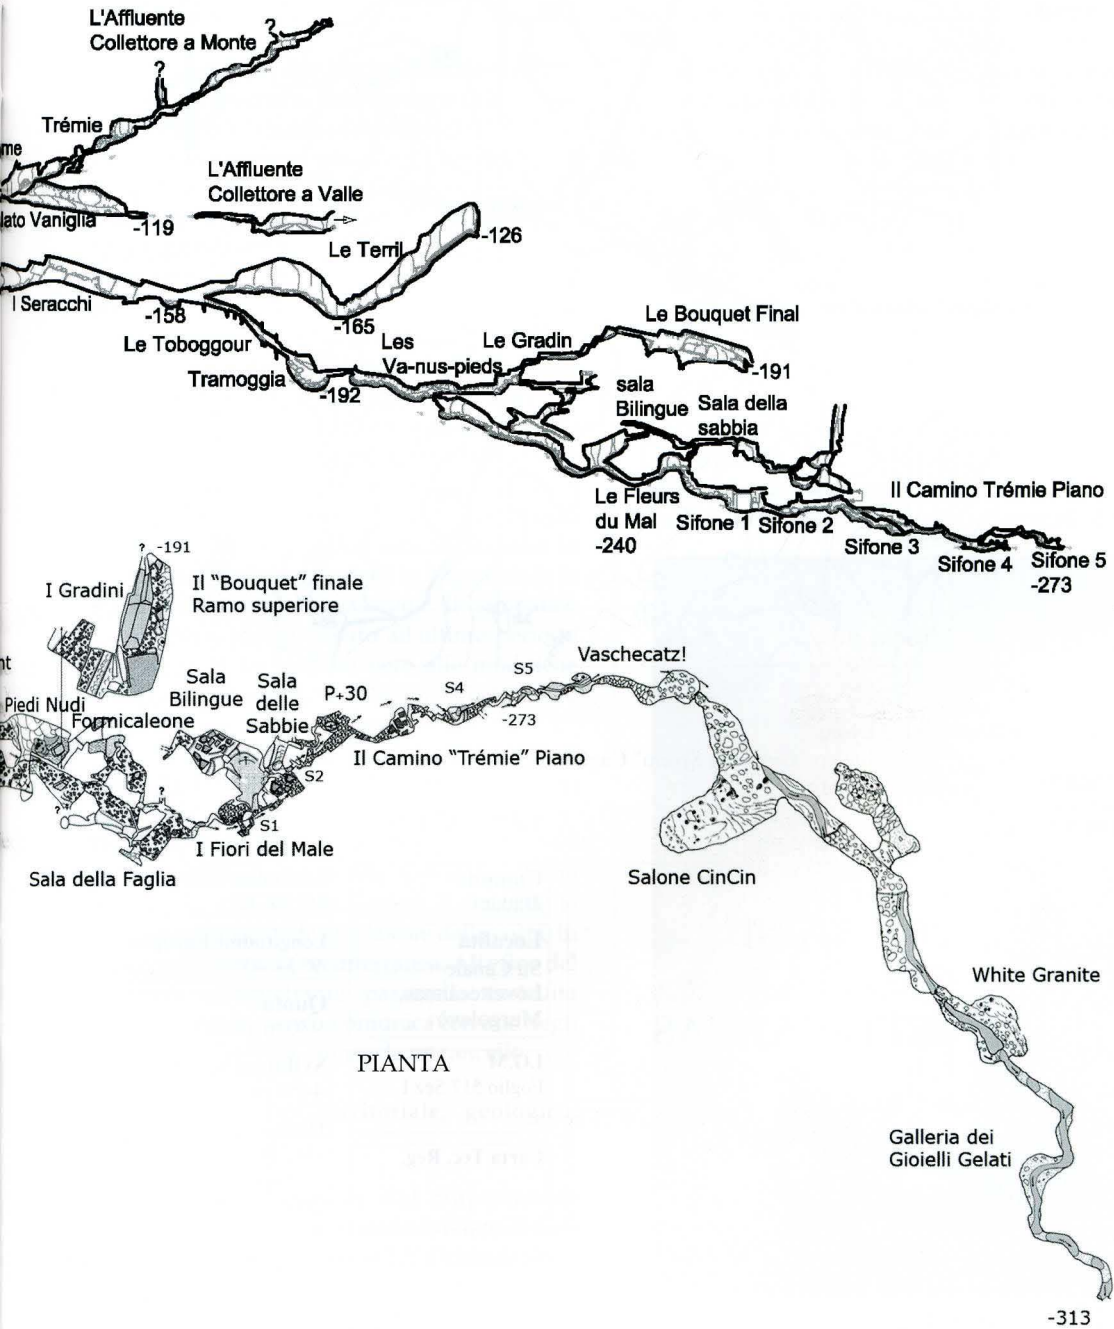 L'Affluente
Collettore a Monte
?
?
Trémie
me
L'Affluente
Collettore a Valle
lato Vaniglia
-119
Le Terril
-126
I Seracchi
-158
-165
Le Toboggour
Les
Va-nus-pieds
Le Gradin
Le Bouquet Final
Tramoggia
-192
-191
sala
Bilingue
Sala della
sabbia
Le Fleurs
du Mal
-240
Sifone 1
Sifone 2
Il Camino Trémie Piano
Sifone 3
Sifone 4
Sifone 5
-273
? -191
I Gradini
Il "Bouquet" finale
Ramo superiore
nt
Piedi Nudi
Formicaleone
Sala
Bilingue
Sala
delle
Sabbie
P+30
S4
S5
Vaschecatz!
-273
Il Camino "Trémie" Piano
S2
?
?
S1
I Fiori del Male
Sala della Faglia
Salone CinCin
White Granite
PIANTA
Galleria dei
Gioielli Gelati
-313